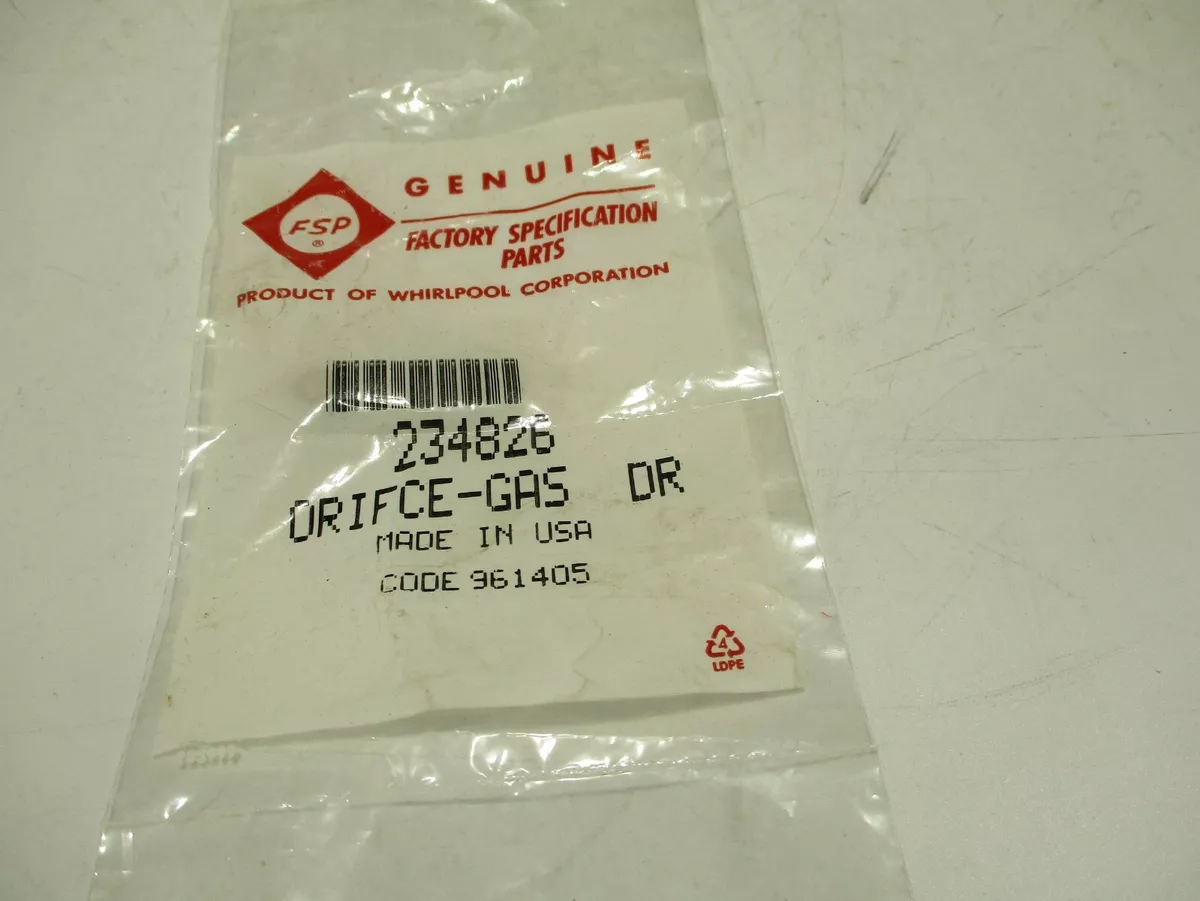 GENUINE
FSP
®
FACTORY SPECIFICATION
PARTS
PRODUCT OF WHIRLPOOL CORPORATION
234826
ORIFCE-GAS DR
MADE IN USA
CODE 961405
4
LDPE